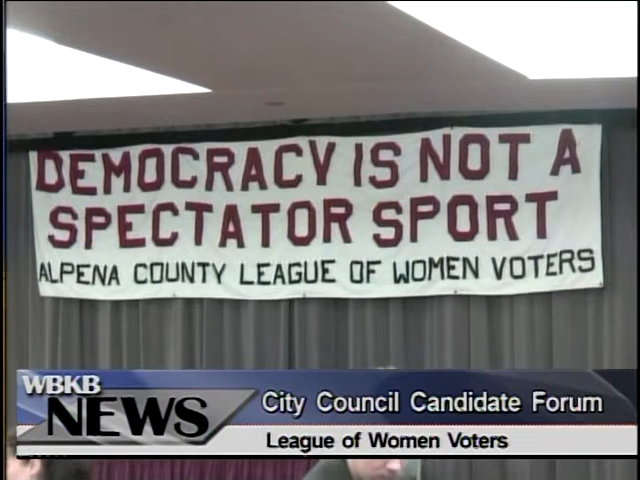 DEMOCRACY IS NOT A
SPECTATOR SPORT
ALPENA COUNTY LEAGUE OF WOMEN VOTERS
WBKB
NEWS
City Council Candidate Forum
League of Women Voters